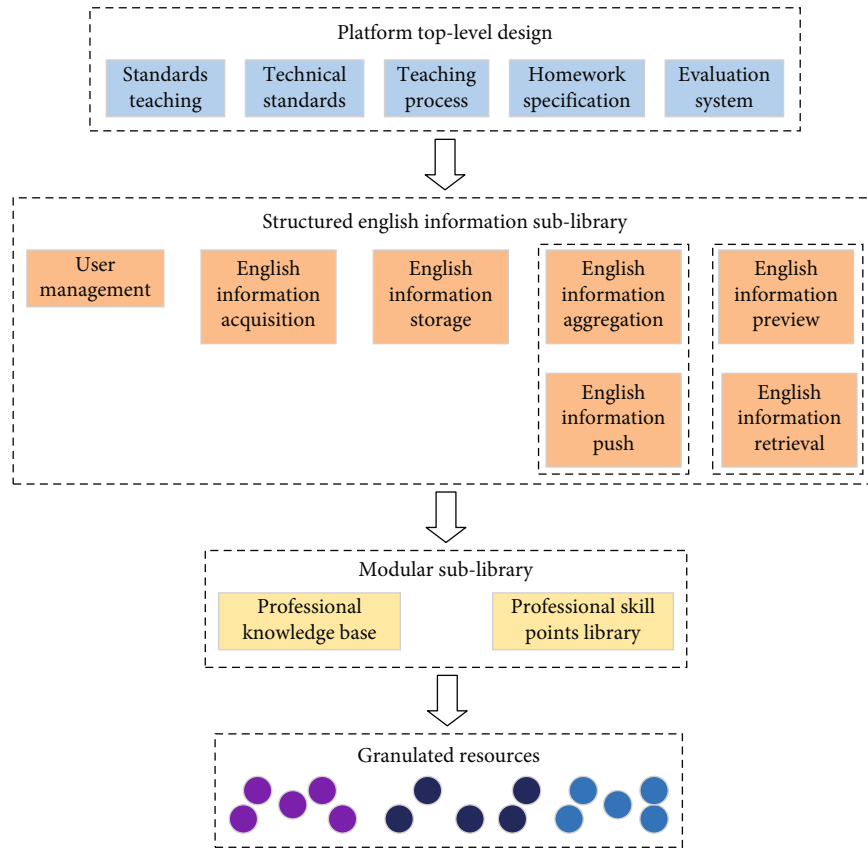 Platform top-level design
Standards
teaching
Technical
standards
Teaching
process
Homework
specification
Evaluation
system
Structured english information sub-library
User
management
English
information
acquisition
English
information
storage
English
information
aggregation
English
information
preview
English
information
push
English
information
retrieval
Modular sub-library
Professional
knowledge base
Professional skill
points library
Granulated resources